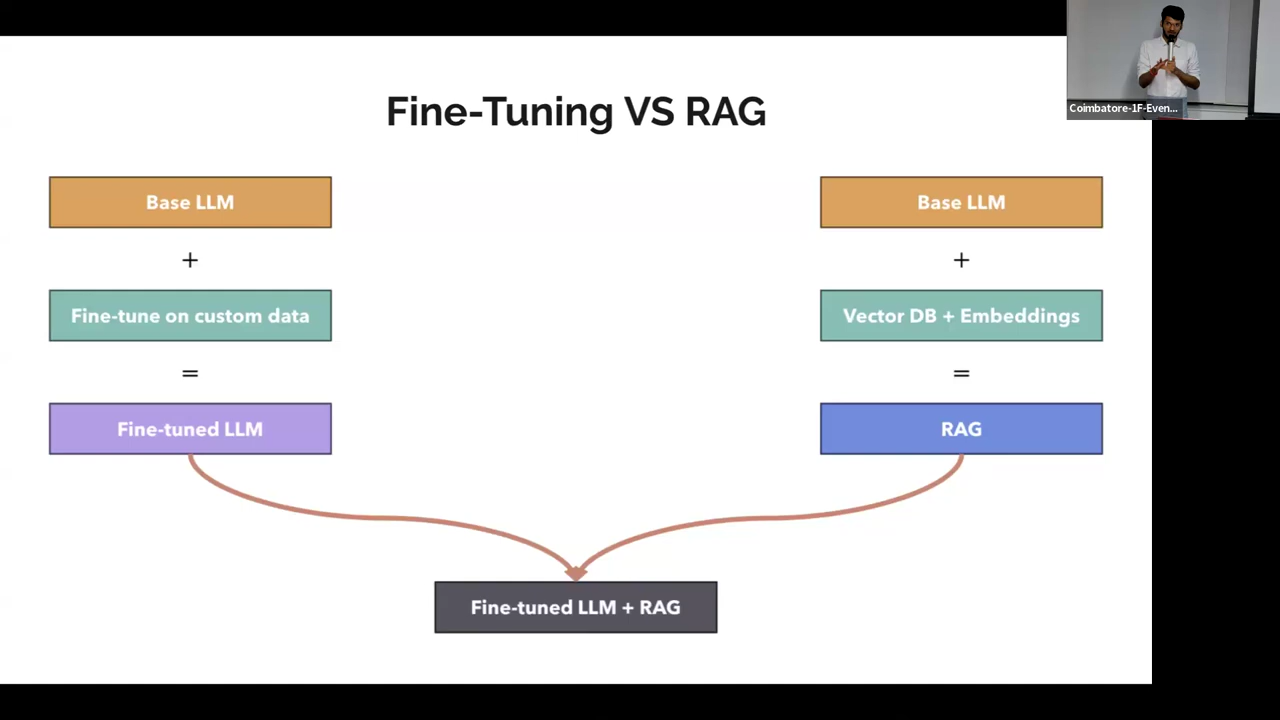 Coimbatore-1F-Even...
Fine-Tuning VS RAG
Base LLM
+
Fine-tune on custom data
=
Fine-tuned LLM
Base LLM
+
Vector DB + Embeddings
=
RAG
Fine-tuned LLM + RAG